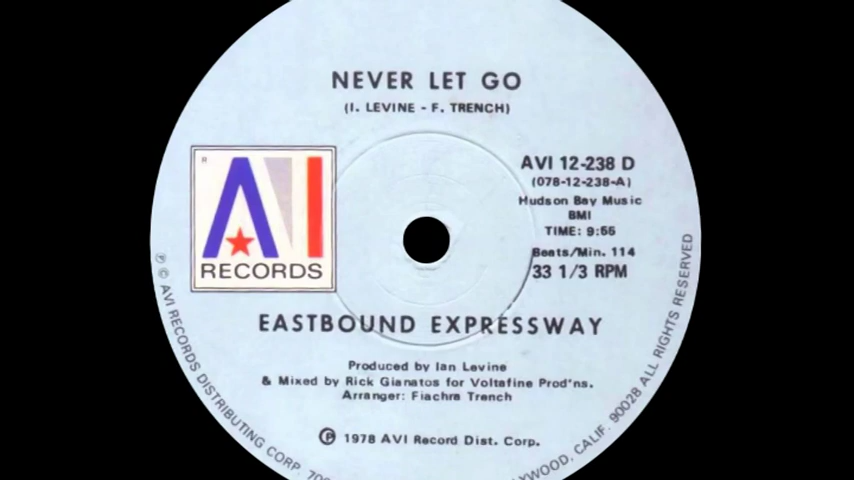 NEVER LET GO
(I. LEVINE - F. TRENCH)
R
AVI
RECORDS
AVI 12-238 D
(078-12-238-A)
Hudson Bay Music
BMI
TIME: 9:55
Beats/Min. 114
33 1/3 RPM
EASTBOUND EXPRESSWAY
Produced by Ian Levine
& Mixed by Rick Gianatos for Voltafine Prod'ns.
Arranger: Fiachra Trench
℗ 1978 AVI Record Dist. Corp.
℗ © AVI RECORDS DISTRIBUTING CORP. CALIF. 90028 ALL RIGHTS RESERVED